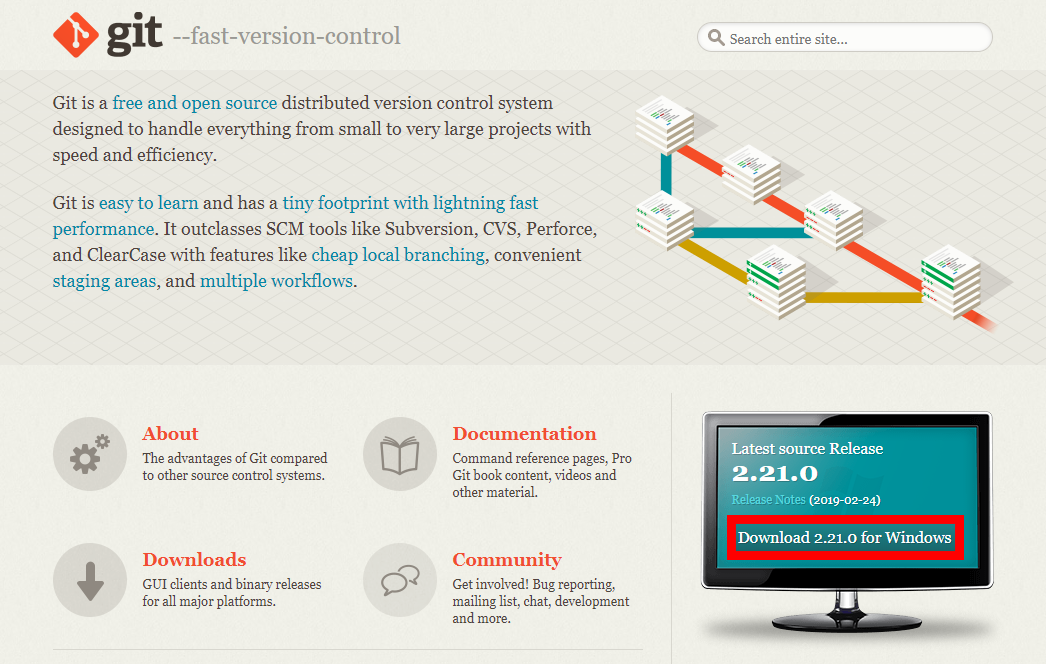 git --fast-version-control
Search entire site...
Git is a free and open source distributed version control system
designed to handle everything from small to very large projects with
speed and efficiency.
Git is easy to learn and has a tiny footprint with lightning fast
performance. It outclasses SCM tools like Subversion, CVS, Perforce,
and ClearCase with features like cheap local branching, convenient
staging areas, and multiple workflows.
About
The advantages of Git compared
to other source control systems.
Documentation
Command reference pages, Pro
Git book content, videos and
other material.
Downloads
GUI clients and binary releases
for all major platforms.
Community
Get involved! Bug reporting,
mailing list, chat, development
and more.
Latest source Release
2.21.0
Release Notes (2019-02-24)
Download 2.21.0 for Windows